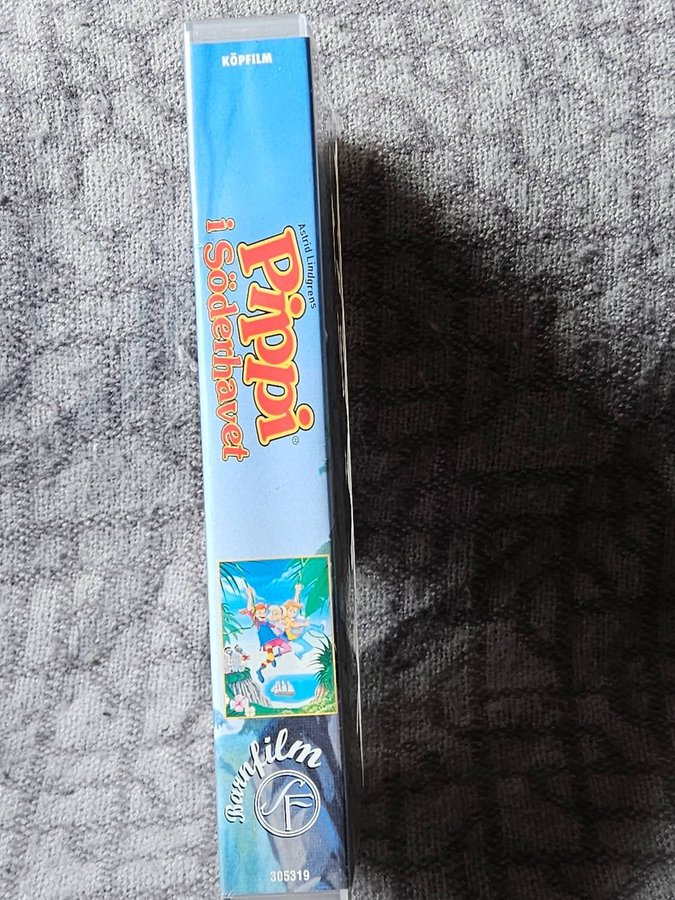 KÖPFILM
Astrid Lindgrens
Pippi
i Söderhavet
Barnfilm
SF
305319